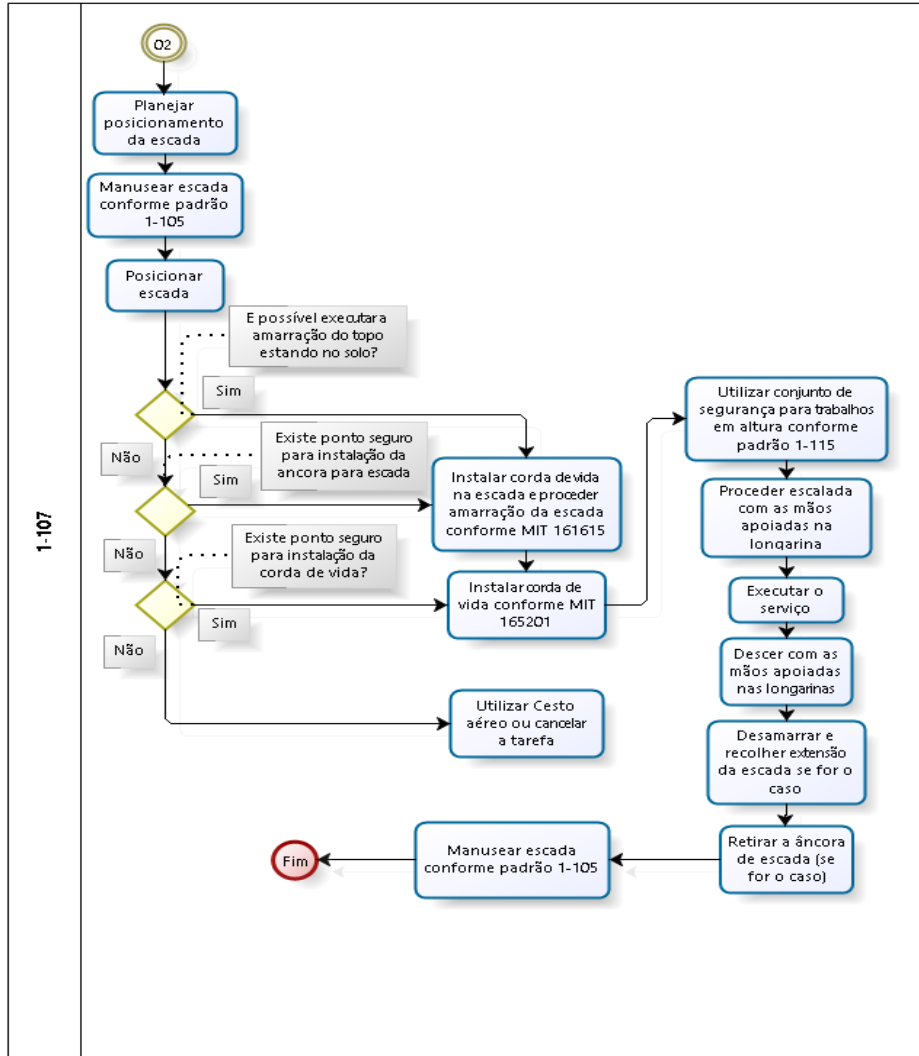 1-107
O2
Planejar
posicionamento
da escada
Manusear escada
conforme padrão
1-105
Posicionar
escada
E possível executar a
amarração do topo
estando no solo?
Sim
Não
Existe ponto seguro
para instalação da
ancora para escada
Sim
Não
Existe ponto seguro
para instalação da
corda de vida?
Sim
Não
Instalar corda de vida
na escada e proceder
amarração da escada
conforme MIT 161615
Instalar corda de
vida conforme MIT
165201
Utilizar Cesto
aéreo ou cancelar
a tarefa
Utilizar conjunto de
segurança para trabalhos
em altura conforme
padrão 1-115
Proceder escalada
com as mãos
apoiadas na
longarina
Executar o
serviço
Descer com as
mãos apoiadas
nas longarinas
Desamarrar e
recolher extensão
da escada se for o
caso
Retirar a âncora
de escada (se
for o caso)
Manusear escada
conforme padrão 1-105
Fim